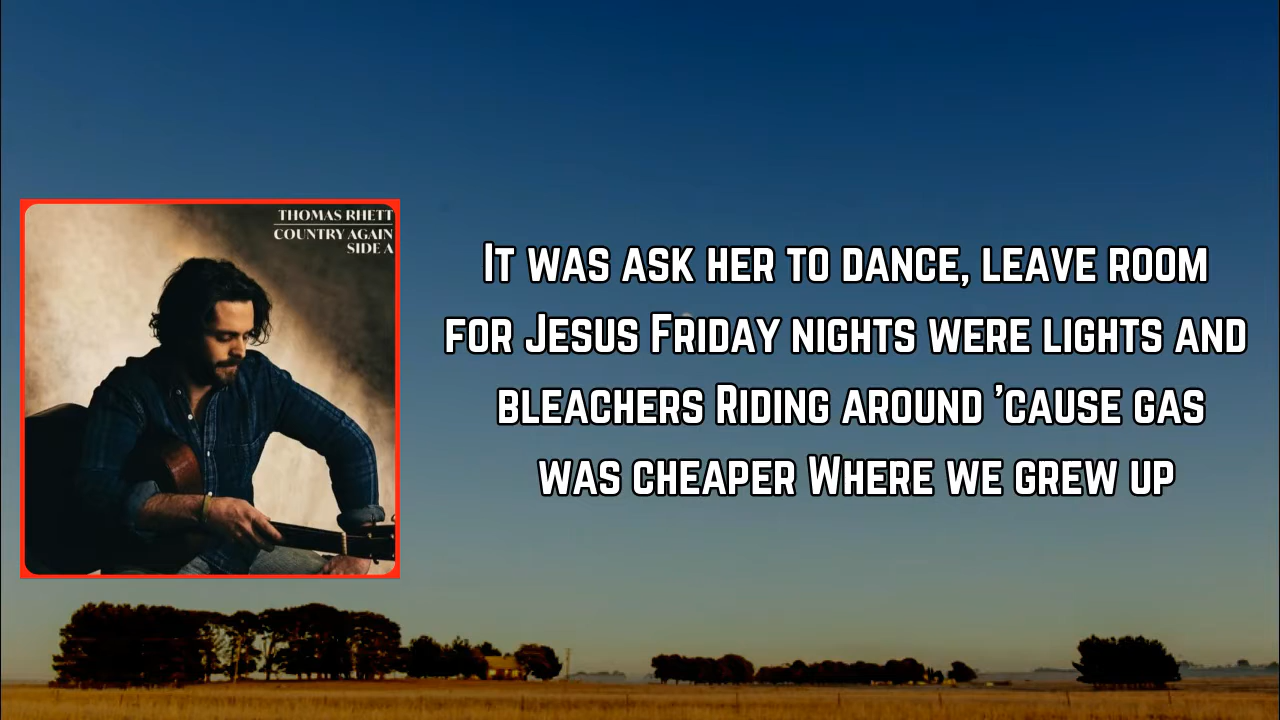 THOMAS RHETT
COUNTRY AGAIN
SIDE A
It was ask her to dance, leave room
for Jesus Friday nights were lights and
bleachers Riding around 'cause gas
was cheaper Where we grew up